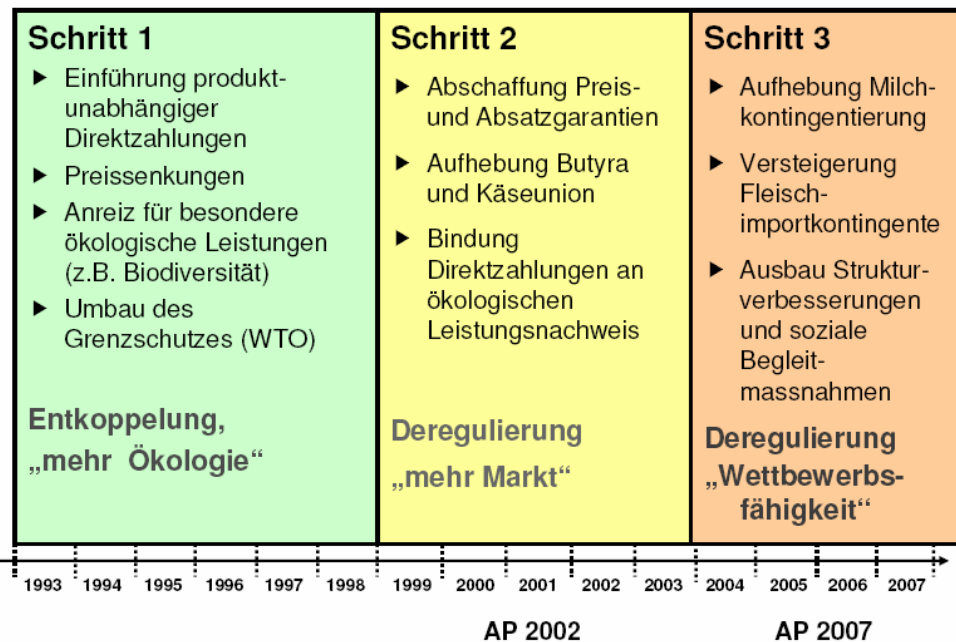 Schritt 1
► Einführung produkt-
unabhängiger
Direktzahlungen
► Preissenkungen
► Anreiz für besondere
ökologische Leistungen
(z.B. Biodiversität)
► Umbau des
Grenzschutzes (WTO)
Entkoppelung,
„mehr Ökologie“
Schritt 2
► Abschaffung Preis-
und Absatzgarantien
► Aufhebung Butyra
und Käseunion
► Bindung
Direktzahlungen an
ökologischen
Leistungsnachweis
Deregulierung
„mehr Markt“
Schritt 3
► Aufhebung Milch-
kontingentierung
► Versteigerung
Fleisch-
importkontingente
► Ausbau Struktur-
verbesserungen
und soziale
Begleit-
massnahmen
Deregulierung
„Wettbewerbs-
fähigkeit“
1993 1994 1995 1996 1997 1998 1999 2000 2001 2002 2003 2004 2005 2006 2007
AP 2002 AP 2007